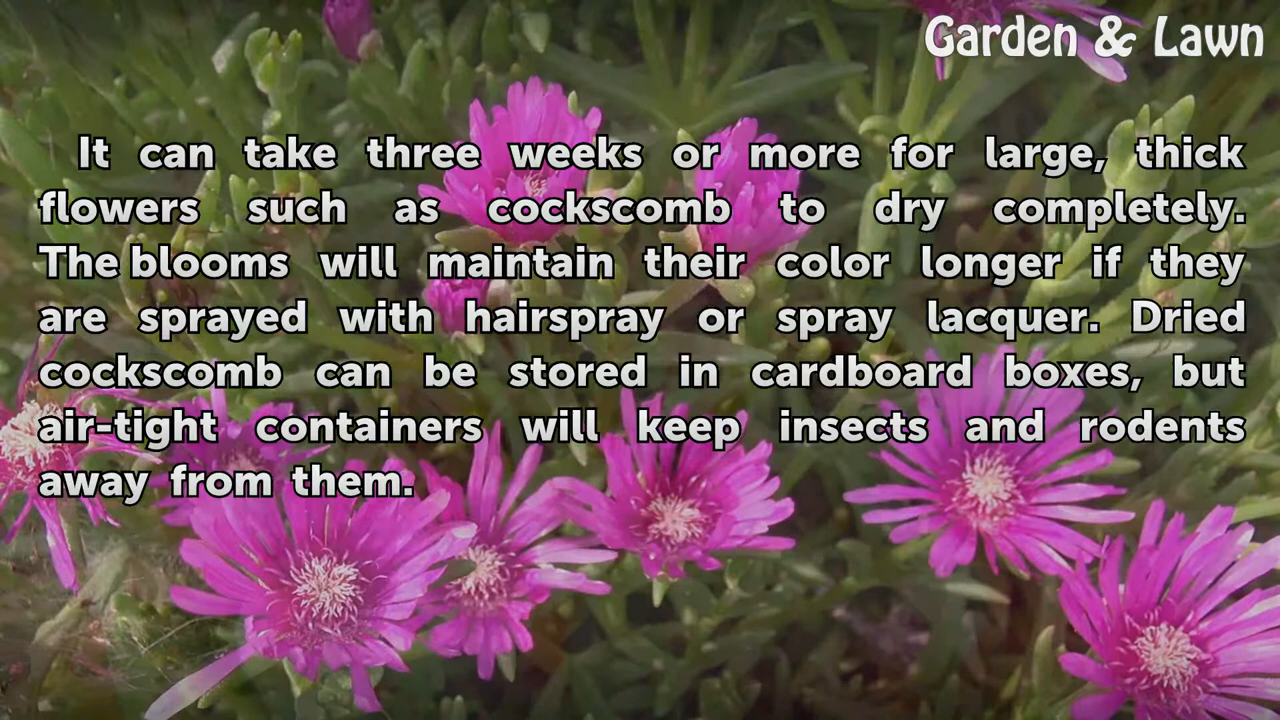 Garden & Lawn
It can take three weeks or more for large, thick
flowers such as cockscomb to dry completely.
The blooms will maintain their color longer if they
are sprayed with hairspray or spray lacquer. Dried
cockscomb can be stored in cardboard boxes, but
air-tight containers will keep insects and rodents
away from them.